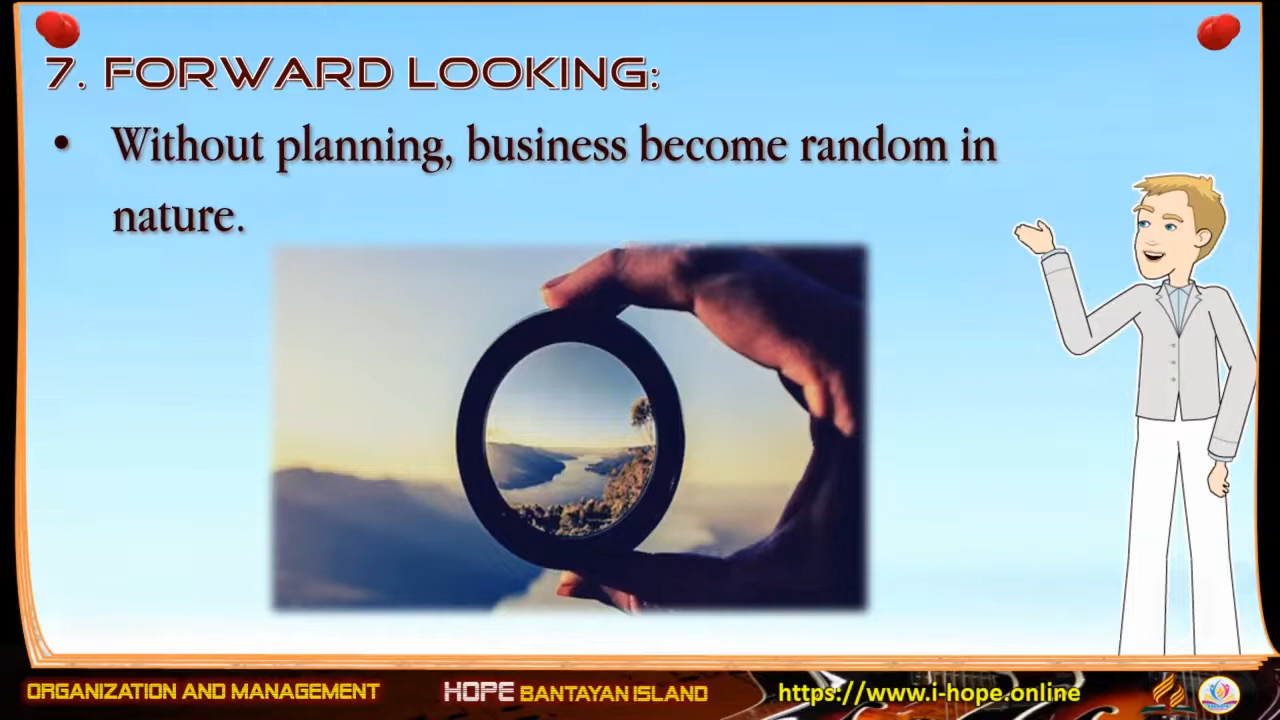 7. FORWARD LOOKING:
• Without planning, business become random in
nature.
ORGANIZATION AND MANAGEMENT
HOPE BANTAYAN ISLAND
https://www.i-hope.online